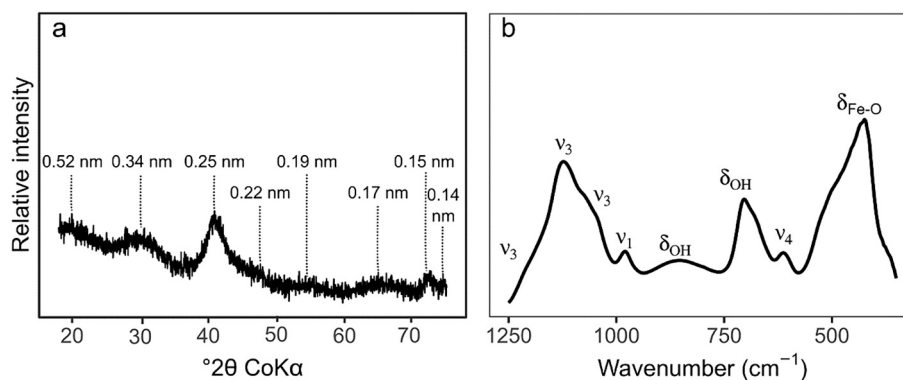 a
Relative intensity
0.52 nm
0.34 nm
0.25 nm
0.19 nm
0.15 nm
0.22 nm
0.17 nm
0.14
nm
20
30
40
50
60
70
°2θ CoKα
b
ν3
ν3
ν3
ν1
δOH
δOH
ν4
δFe-O
1250
1000
750
500
Wavenumber (cm⁻¹)